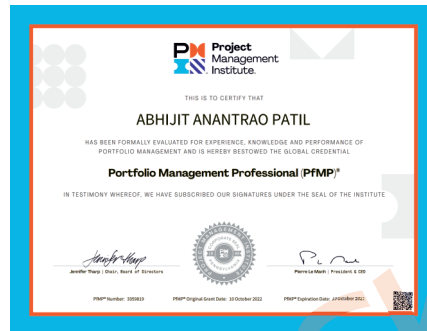 Project
Management
Institute.
THIS IS TO CERTIFY THAT
ABHIJIT ANANTRAO PATIL
HAS BEEN FORMALLY EVALUATED FOR EXPERIENCE, KNOWLEDGE AND PERFORMANCE OF
PORTFOLIO MANAGEMENT AND IS HEREBY BESTOWED THE GLOBAL CREDENTIAL
Portfolio Management Professional (PfMP)®
IN TESTIMONY WHEREOF, WE HAVE SUBSCRIBED OUR SIGNATURES UNDER THE SEAL OF THE INSTITUTE
Jennifer Tharp | Chair, Board of Directors
Pierre Le Manh | President & CEO
PfMP® Number:
PfMP® Original Grant Date: 10 October 2022
PfMP® Expiration Date: